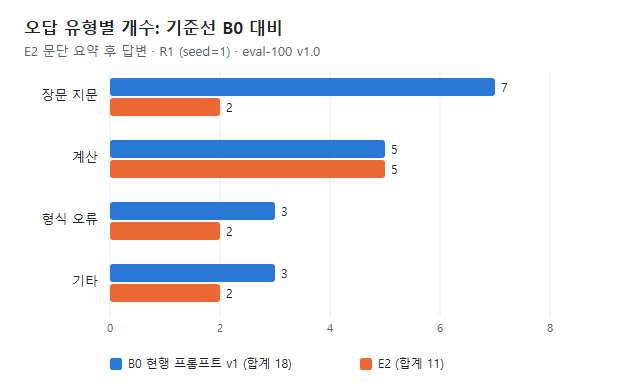 오답 유형별 개수: 기준선 B0 대비
E2 문단 요약 후 답변 · R1 (seed=1) · eval-100 v1.0
장문 지문
7
2
계산
5
5
형식 오류
3
2
기타
3
2
0 2 4 6 8
B0 현행 프롬프트 v1 (합계 18) E2 (합계 11)